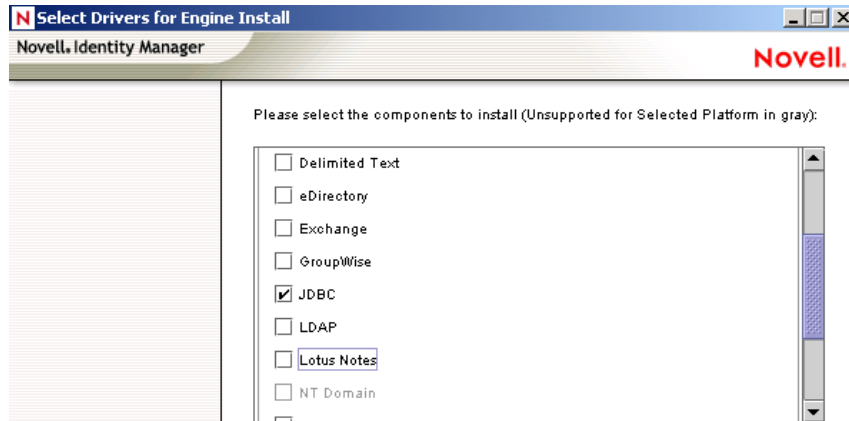 N Select Drivers for Engine Install
Novell. Identity Manager
Novell.
Please select the components to install (Unsupported for Selected Platform in gray):
Delimited Text
eDirectory
Exchange
GroupWise
JDBC
LDAP
Lotus Notes
NT Domain